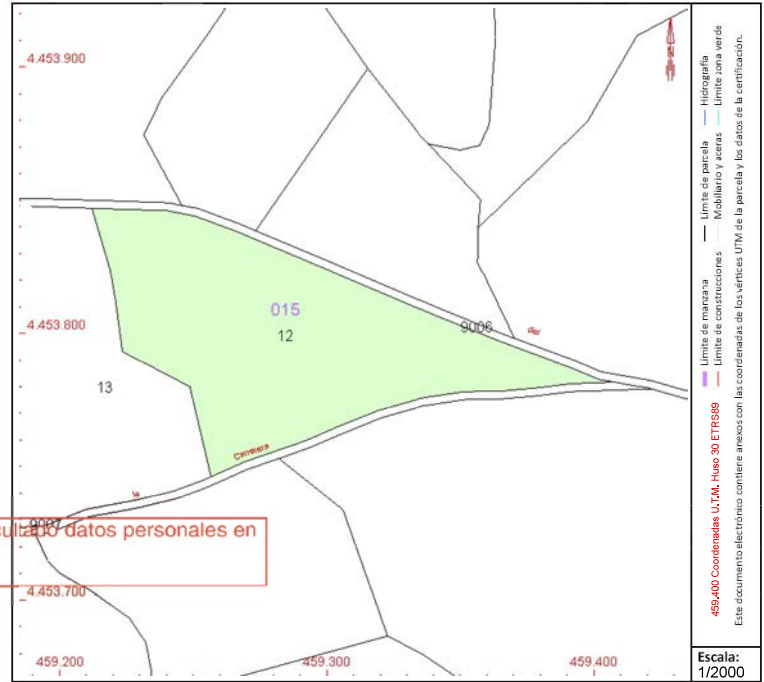 4.453.900
4.453.800
015
12
9006
del
13
Carretera
la
9007
cultado datos personales en
4.453.700
459.200
459.300
459.400
N
Límite de manzana
Límite de parcela
Hidrografía
Límite de construcciones
Mobiliario y aceras
Límite zona verde
459.400 Coordenadas U.T.M. Huso 30 ETRS89
Este documento electrónico contiene anexos con las coordenadas de los vértices UTM de la parcela y los datos de la certificación.
Escala:
1/2000